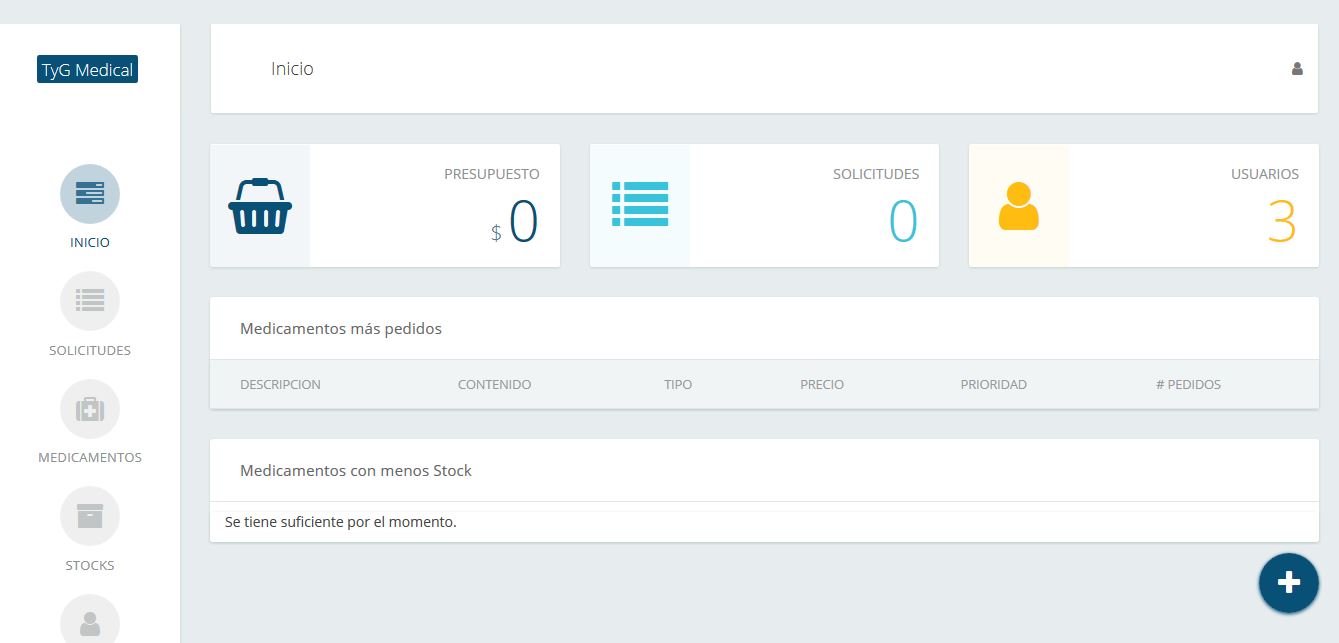 TyG Medical
Inicio
INICIO
SOLICITUDES
MEDICAMENTOS
STOCKS
PRESUPUESTO
$ 0
SOLICITUDES
0
USUARIOS
3
Medicamentos más pedidos
DESCRIPCION CONTENIDO TIPO PRECIO PRIORIDAD # PEDIDOS
Medicamentos con menos Stock
Se tiene suficiente por el momento.